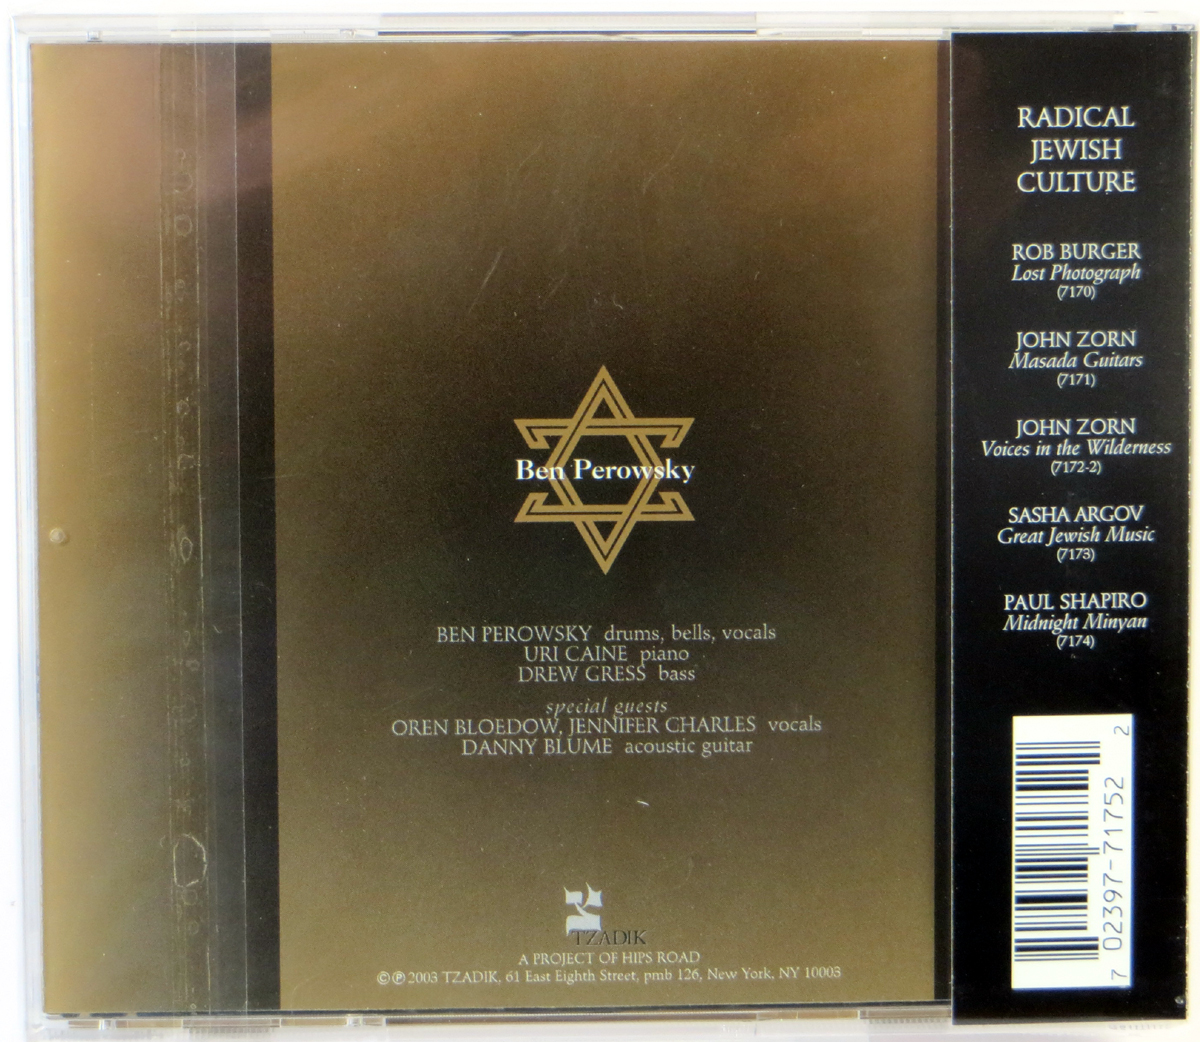 Ben Perowsky
BEN PEROWSKY drums, bells, vocals
URI CAINE piano
DREW GRESS bass
special guests
OREN BLOEDOW, JENNIFER CHARLES vocals
DANNY BLUME acoustic guitar
צ
TZADIK
A PROJECT OF HIPS ROAD
©℗ 2003 TZADIK, 61 East Eighth Street, pmb 126, New York, NY 10003
RADICAL
JEWISH
CULTURE
ROB BURGER
Lost Photograph
(7170)
JOHN ZORN
Masada Guitars
(7171)
JOHN ZORN
Voices in the Wilderness
(7172-2)
SASHA ARGOV
Great Jewish Music
(7173)
PAUL SHAPIRO
Midnight Minyan
(7174)
7 02397-71752 2